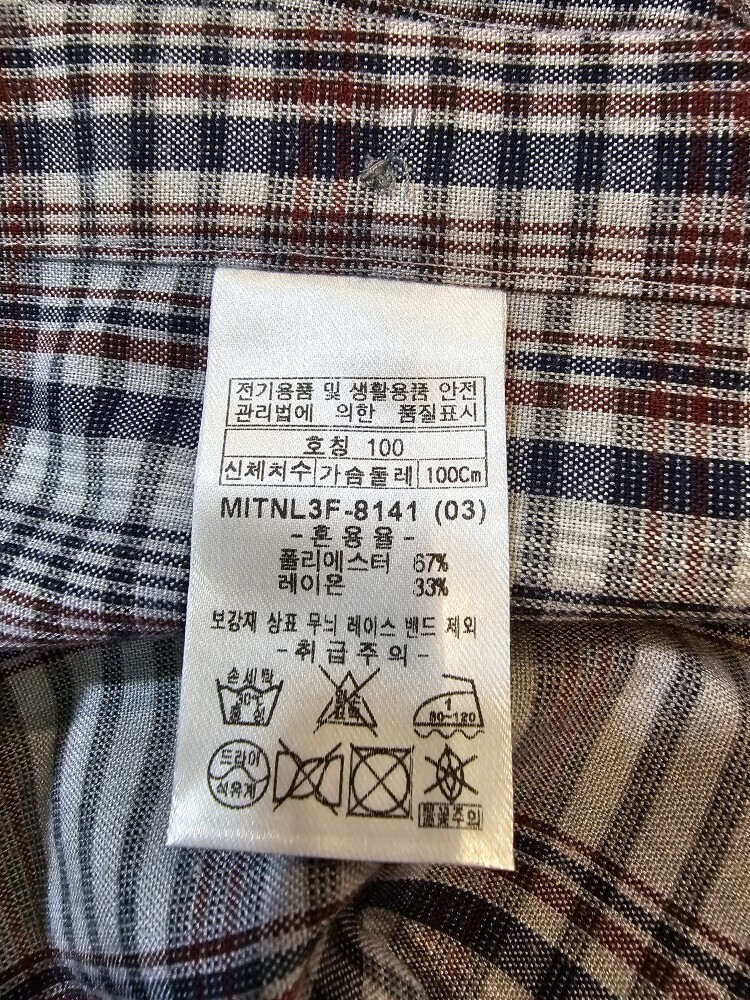 전기용품 및 생활용품 안전
관리법에 의한 품질표시
호칭 100
신체치수 가슴둘레 100Cm
MITNL3F-8141 (03)
- 혼용율 -
폴리에스터 67%
레이온 33%
보강재 상표 무늬 레이스 밴드 제외
- 취급주의 -
손세탁
30℃
중성
1
80~120
드라이
석유계